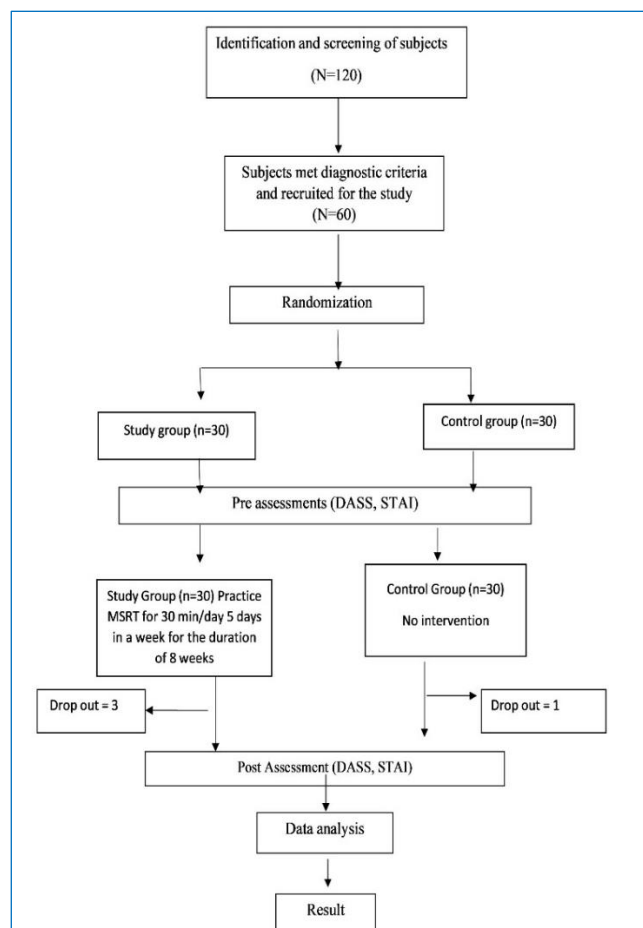 Identification and screening of subjects
(N=120)
Subjects met diagnostic criteria
and recruited for the study
(N=60)
Randomization
Study group (n=30)
Control group (n=30)
Pre assessments (DASS, STAI)
Study Group (n=30) Practice
MSRT for 30 min/day 5 days
in a week for the duration
of 8 weeks
Control Group (n=30)
No intervention
Drop out = 3
Drop out = 1
Post Assessment (DASS, STAI)
Data analysis
Result